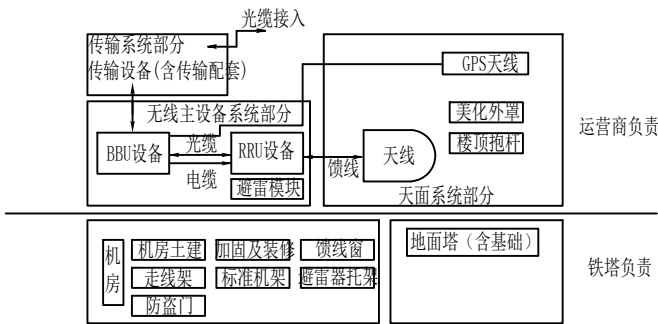 光缆接入
传输系统部分
传输设备(含传输配套)
GPS天线
无线主设备系统部分
美化外罩
运营商负责
BBU设备
光缆
RRU设备
馈线
天线
楼顶抱杆
电缆
避雷模块
天面系统部分
机房
机房土建
加固及装修
馈线窗
地面塔（含基础）
走线架
标准机架
避雷器托架
铁塔负责
防盗门